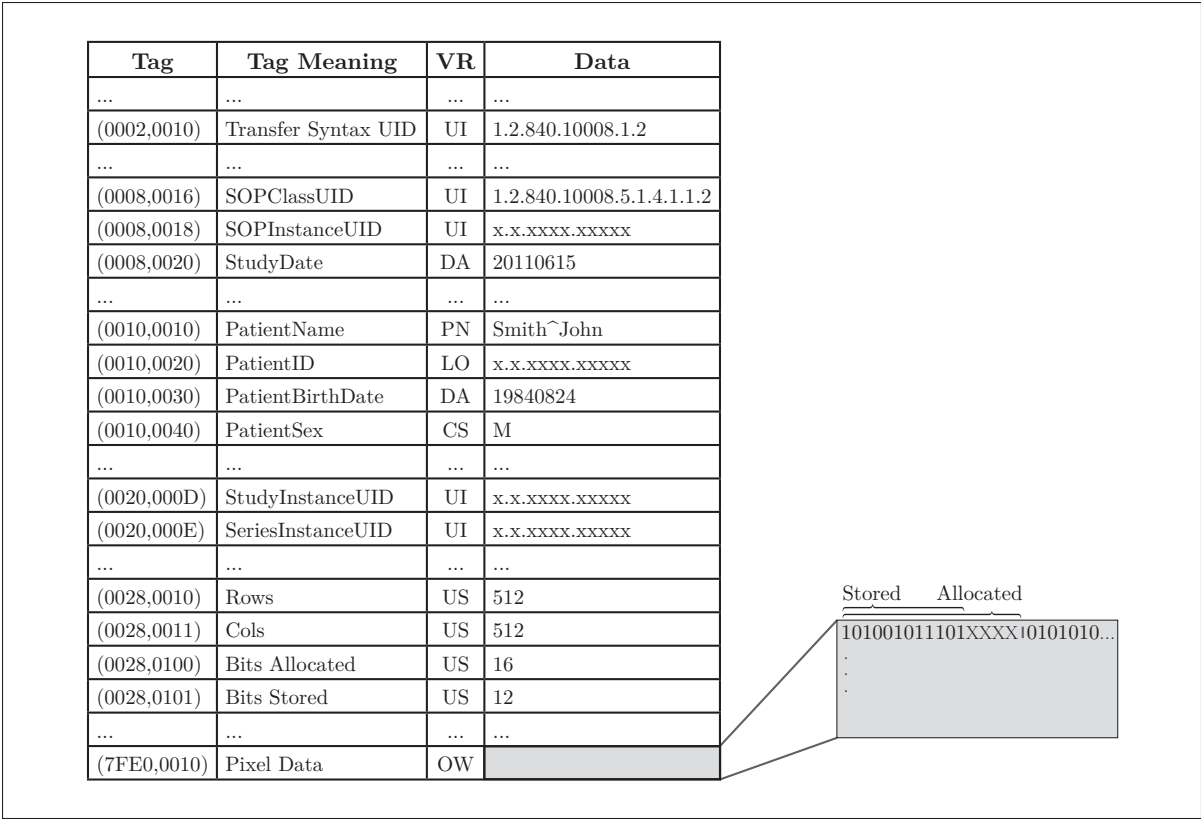 Tag Tag Meaning VR Data
... ... ... ...
(0002,0010) Transfer Syntax UID UI 1.2.840.10008.1.2
... ... ... ...
(0008,0016) SOPClassUID UI 1.2.840.10008.5.1.4.1.1.2
(0008,0018) SOPInstanceUID UI x.x.xxxx.xxxxx
(0008,0020) StudyDate DA 20110615
... ... ... ...
(0010,0010) PatientName PN Smith^John
(0010,0020) PatientID LO x.x.xxxx.xxxxx
(0010,0030) PatientBirthDate DA 19840824
(0010,0040) PatientSex CS M
... ... ... ...
(0020,000D) StudyInstanceUID UI x.x.xxxx.xxxxx
(0020,000E) SeriesInstanceUID UI x.x.xxxx.xxxxx
... ... ... ...
(0028,0010) Rows US 512
(0028,0011) Cols US 512
(0028,0100) Bits Allocated US 16
(0028,0101) Bits Stored US 12
... ... ... ...
(7FE0,0010) Pixel Data OW
Stored Allocated
101001011101XXXX|0101010...
.
.
.